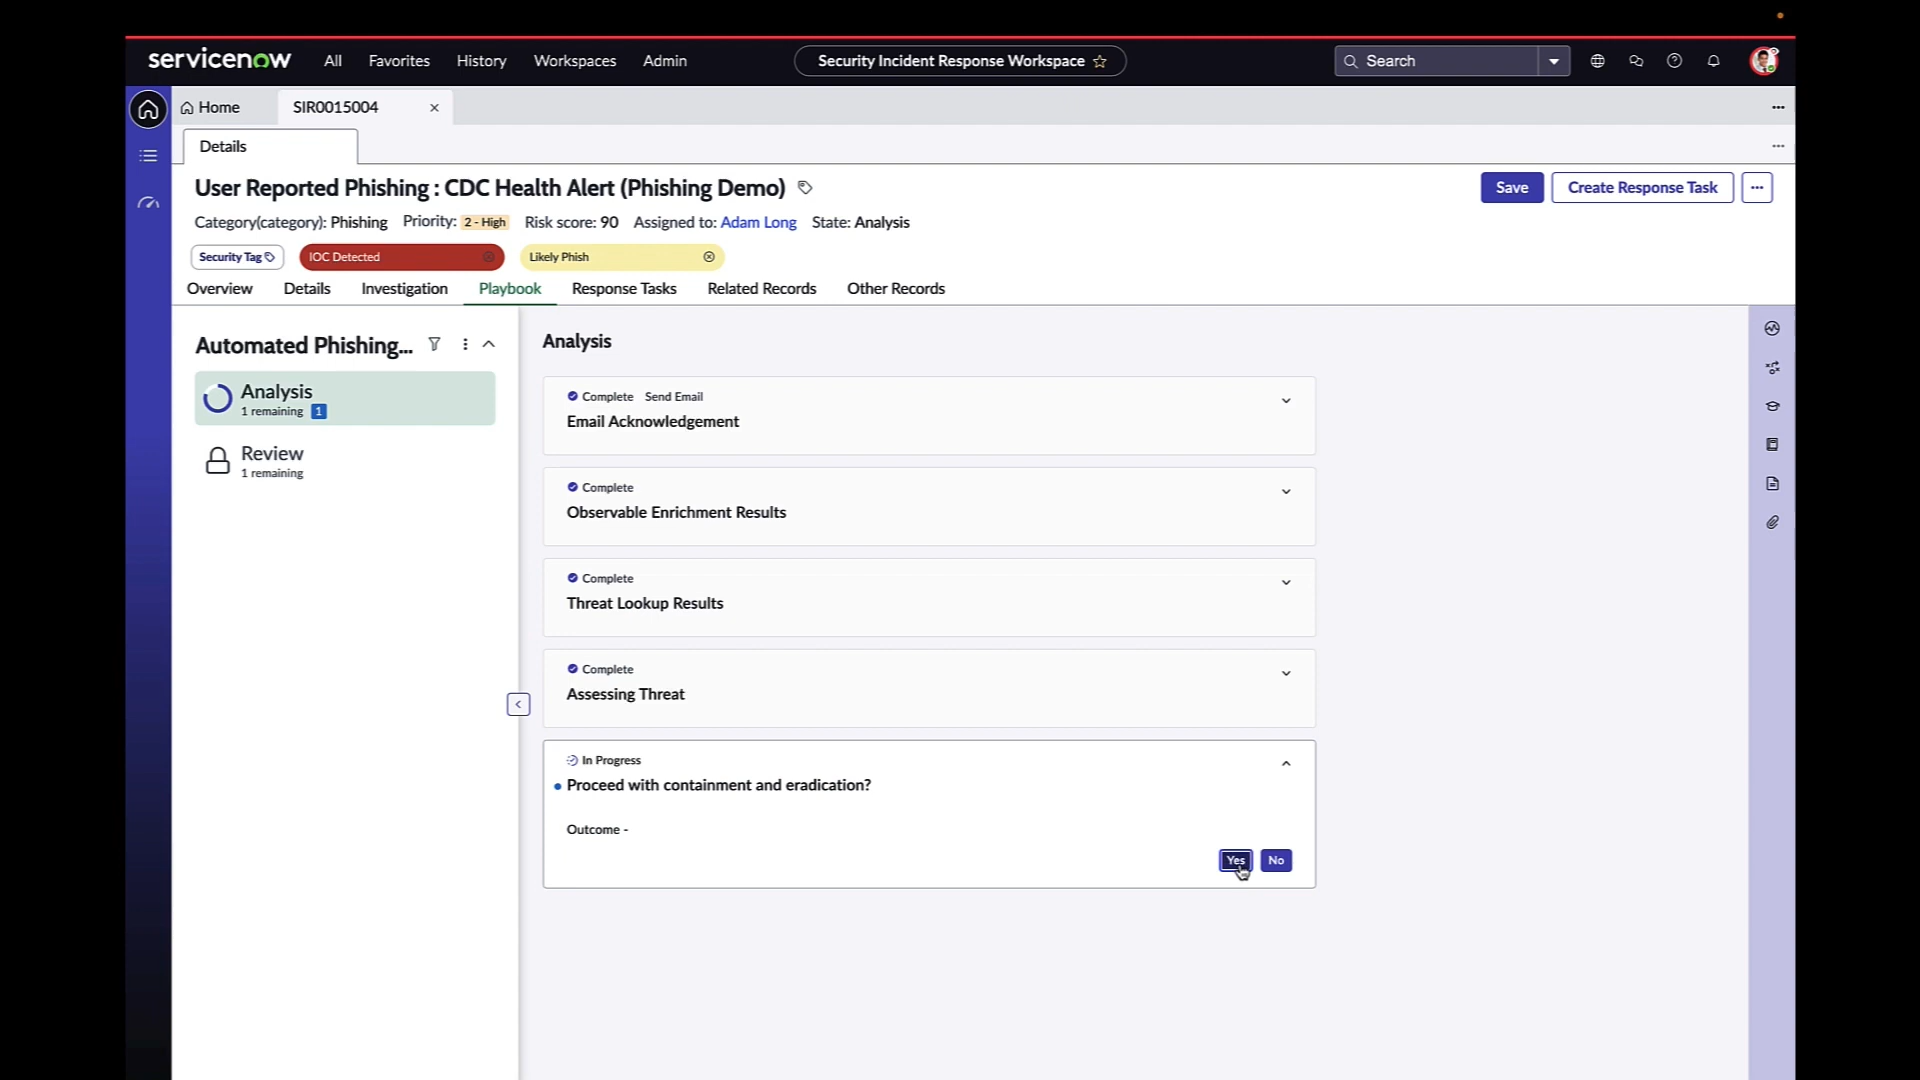 servicenow All Favorites History Workspaces Admin Security Incident Response Workspace Search
Home SIR0015004
Details
User Reported Phishing : CDC Health Alert (Phishing Demo) Save Create Response Task
Category(category): Phishing Priority: 2 - High Risk score: 90 Assigned to: Adam Long State: Analysis
Security Tag IOC Detected Likely Phish
Overview Details Investigation Playbook Response Tasks Related Records Other Records
Automated Phishing...
Analysis
1 remaining 1
Review
1 remaining
Analysis
Complete Send Email
Email Acknowledgement
Complete
Observable Enrichment Results
Complete
Threat Lookup Results
Complete
Assessing Threat
In Progress
Proceed with containment and eradication?
Outcome -
Yes No